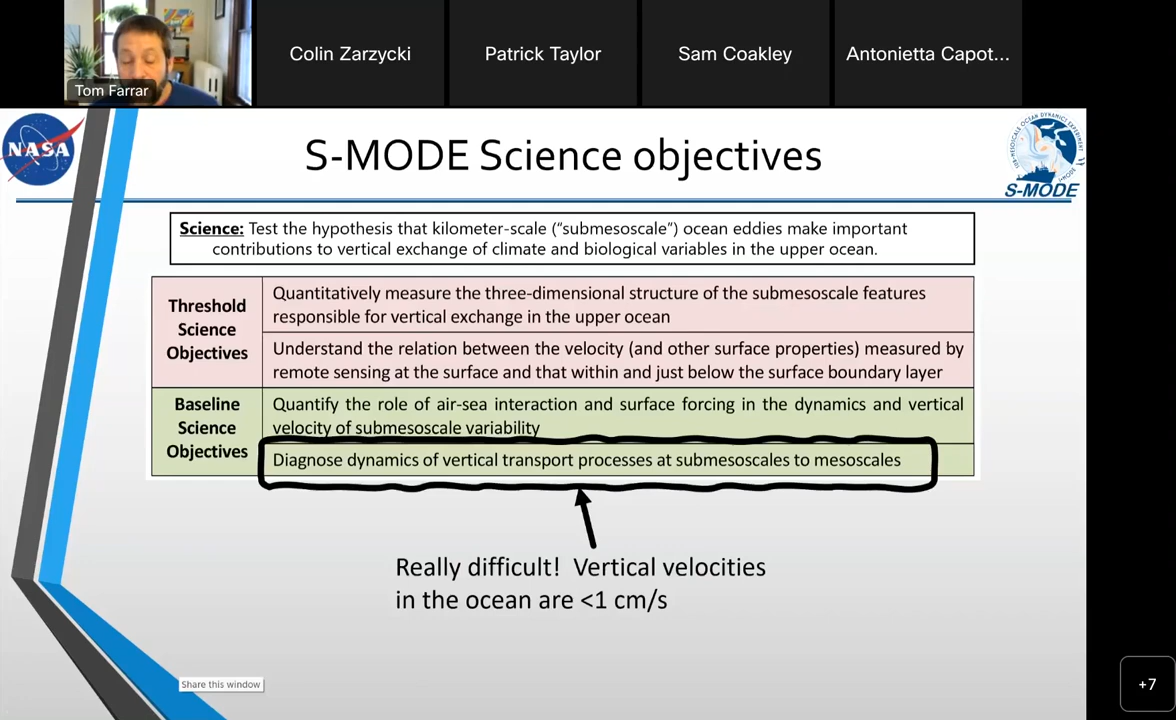 Tom Farrar
Colin Zarzycki
Patrick Taylor
Sam Coakley
Antonietta Capot...
NASA
S-MODE Science objectives
S-MODE
Science: Test the hypothesis that kilometer-scale ("submesoscale") ocean eddies make important
contributions to vertical exchange of climate and biological variables in the upper ocean.
Threshold
Science
Objectives
Quantitatively measure the three-dimensional structure of the submesoscale features
responsible for vertical exchange in the upper ocean
Understand the relation between the velocity (and other surface properties) measured by
remote sensing at the surface and that within and just below the surface boundary layer
Baseline
Science
Objectives
Quantify the role of air-sea interaction and surface forcing in the dynamics and vertical
velocity of submesoscale variability
Diagnose dynamics of vertical transport processes at submesoscales to mesoscales
Really difficult! Vertical velocities
in the ocean are <1 cm/s
Share this window
+7